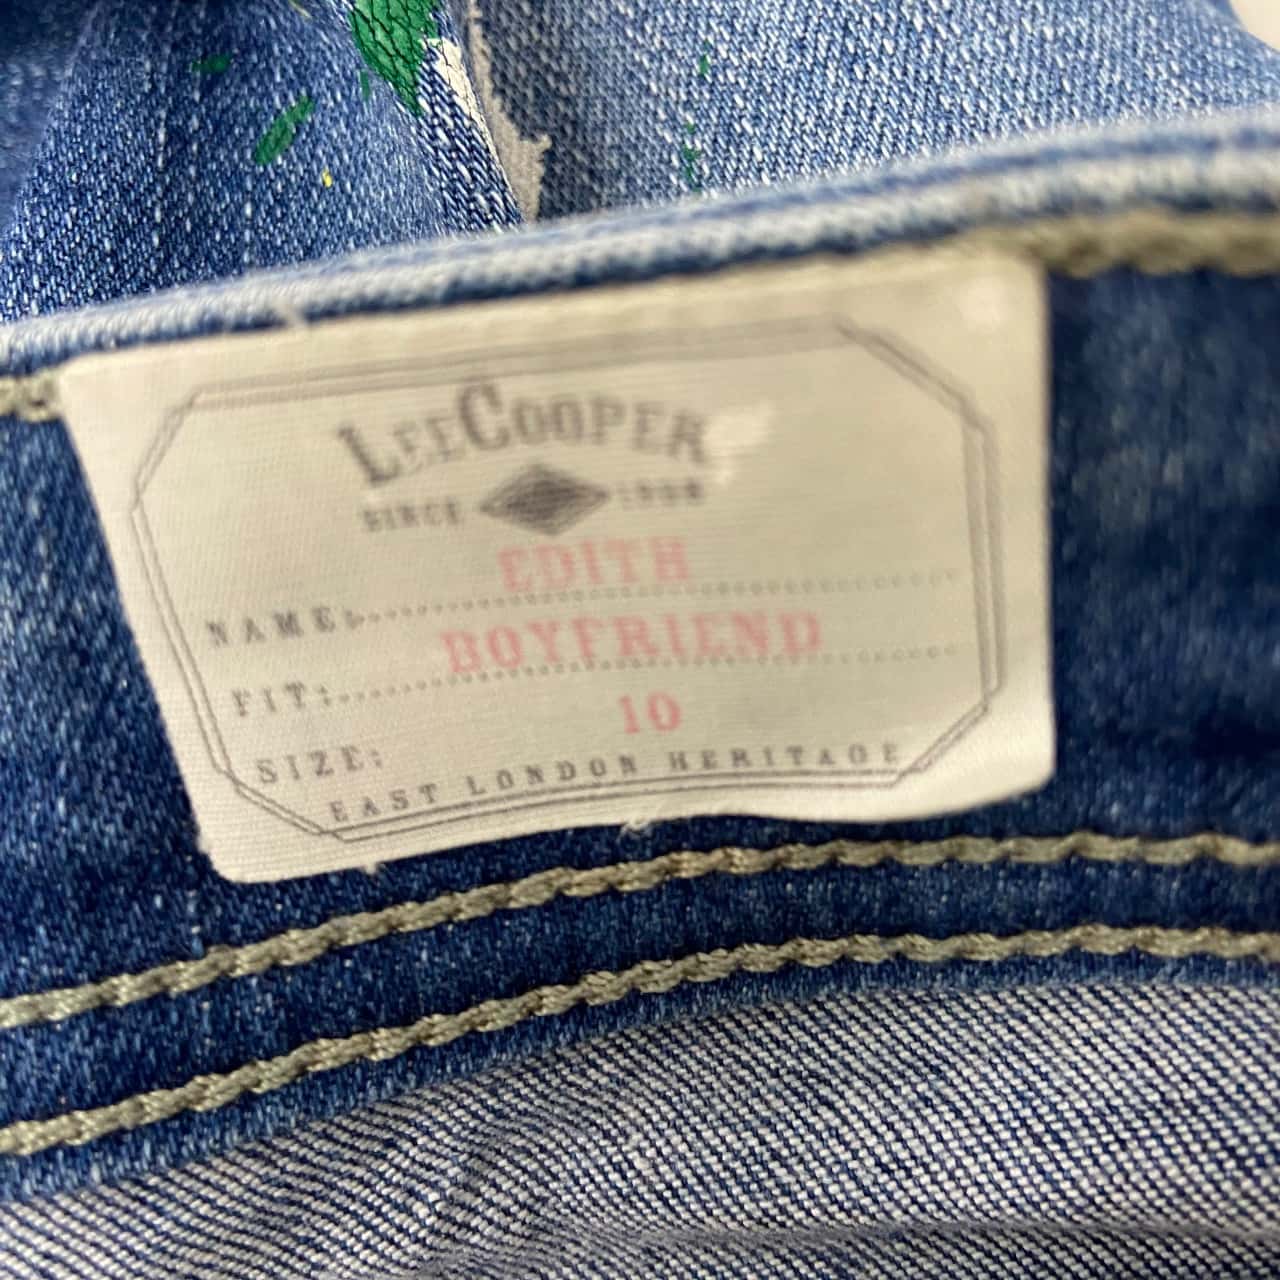 LEE COOPER
SINCE 1908
NAME: EDITH
FIT: BOYFRIEND
SIZE: 10
EAST LONDON HERITAGE